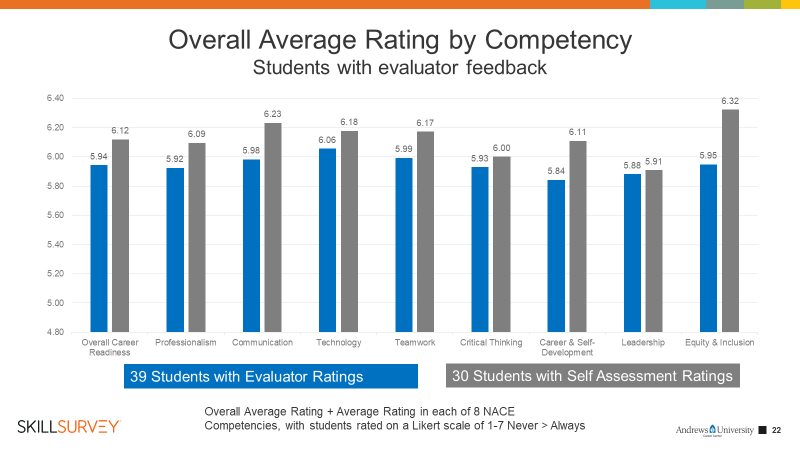 Overall Average Rating by Competency
Students with evaluator feedback
6.40
6.20
6.00
5.80
5.60
5.40
5.20
5.00
4.80
5.94
6.12
5.92
6.09
5.98
6.23
6.06
6.18
5.99
6.17
5.93
6.00
5.84
6.11
5.88
5.91
5.95
6.32
Overall Career
Readiness
Professionalism
Communication
Technology
Teamwork
Critical Thinking
Career & Self-
Development
Leadership
Equity & Inclusion
39 Students with Evaluator Ratings
30 Students with Self Assessment Ratings
Overall Average Rating + Average Rating in each of 8 NACE
Competencies, with students rated on a Likert scale of 1-7 Never > Always
SKILLSURVEY
Andrews University
Career Center
22